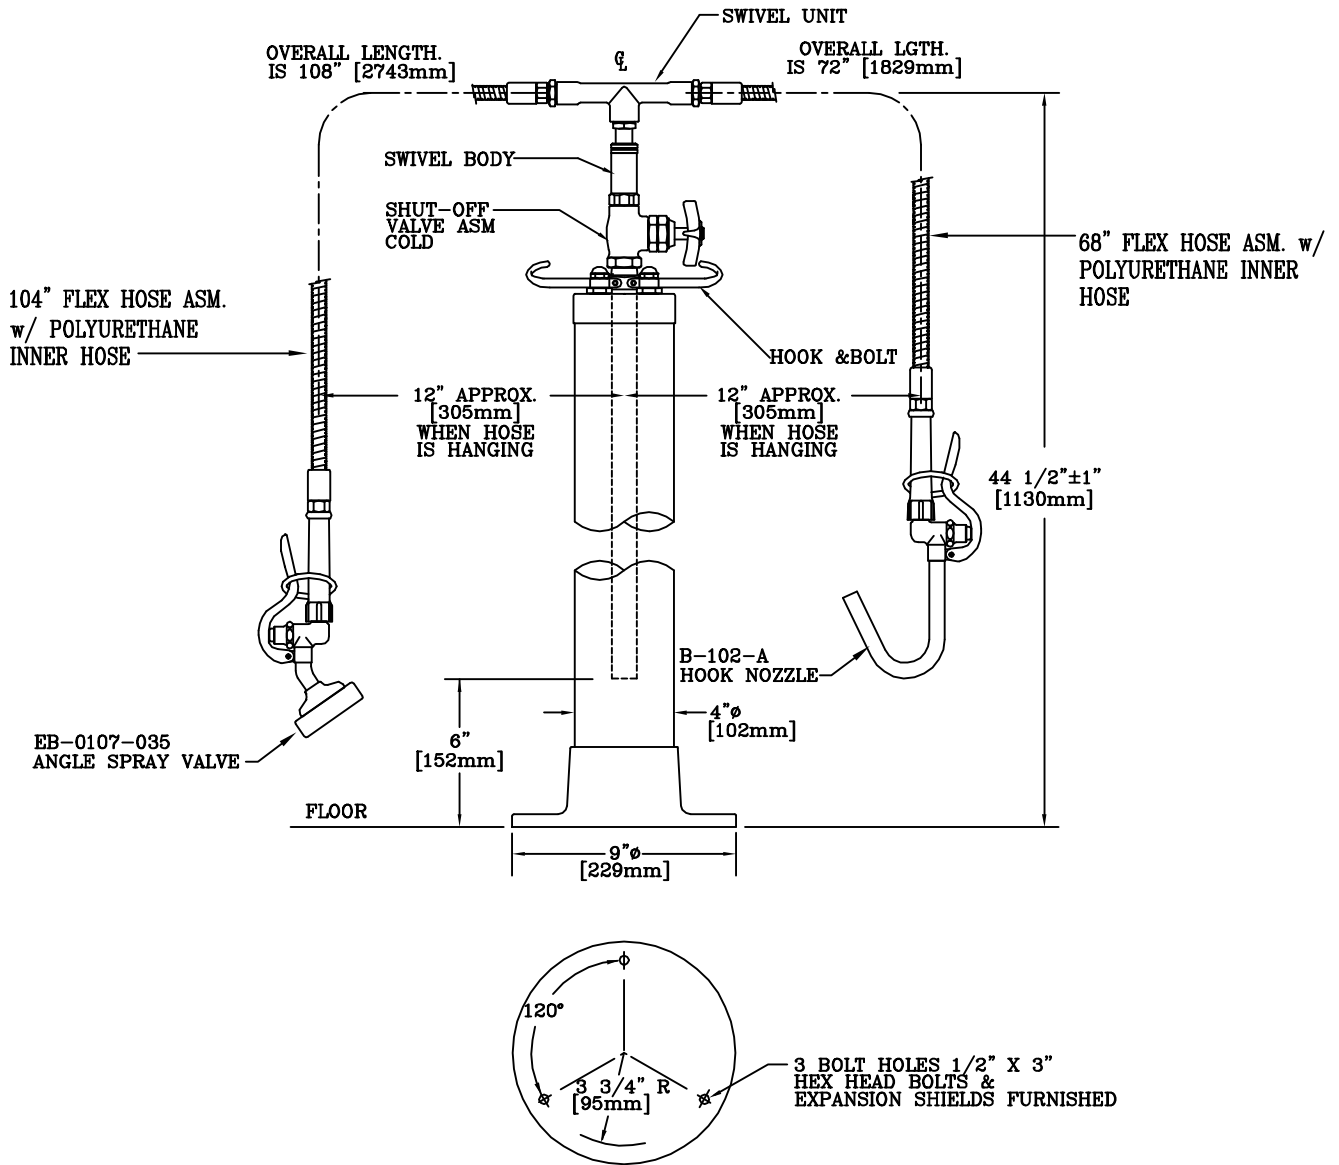 SWIVEL UNIT
OVERALL LENGTH.
IS 108" [2743mm]
℄
OVERALL LGTH.
IS 72" [1829mm]
SWIVEL BODY
SHUT-OFF
VALVE ASM
COLD
68" FLEX HOSE ASM. w/
POLYURETHANE INNER
HOSE
104" FLEX HOSE ASM.
w/ POLYURETHANE
INNER HOSE
HOOK &BOLT
12" APPROX.
[305mm]
WHEN HOSE
IS HANGING
12" APPROX.
[305mm]
WHEN HOSE
IS HANGING
44 1/2"±1"
[1130mm]
B-102-A
HOOK NOZZLE
4"ø
[102mm]
EB-0107-035
ANGLE SPRAY VALVE
6"
[152mm]
FLOOR
9"ø
[229mm]
120°
3 3/4" R
[95mm]
3 BOLT HOLES 1/2" X 3"
HEX HEAD BOLTS &
EXPANSION SHIELDS FURNISHED